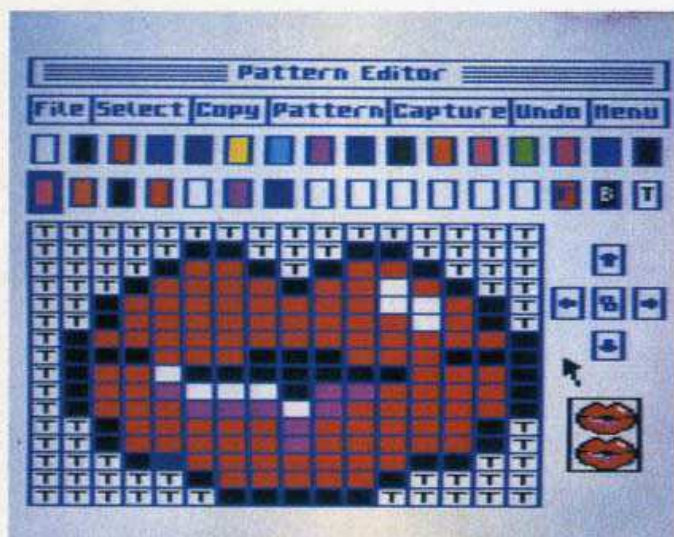 Pattern Editor
File Select Copy Pattern Capture Undo Menu
B T
T T T T T T T T T T T T T T T T